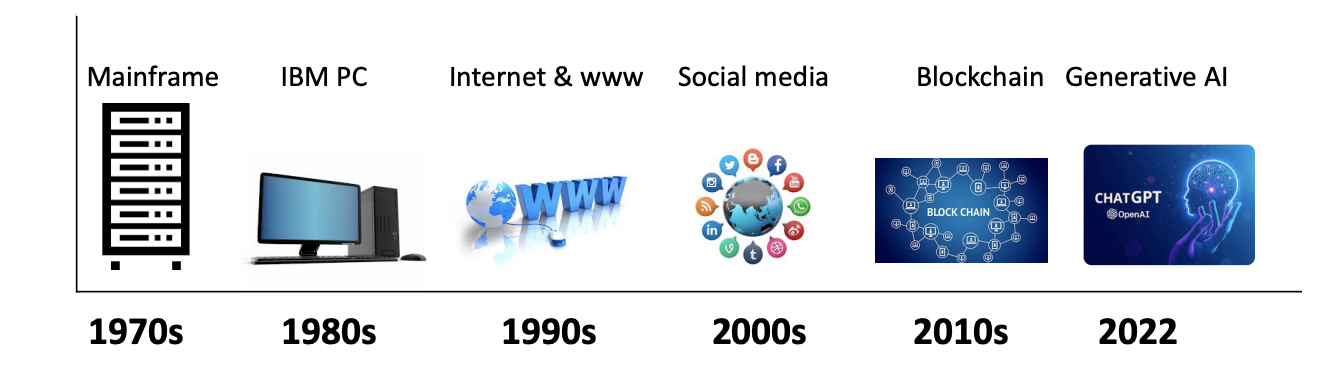 Mainframe
IBM PC
Internet & www
Social media
Blockchain
Generative AI
WWW
BLOCK CHAIN
CHATGPT
OpenAI
1970s
1980s
1990s
2000s
2010s
2022